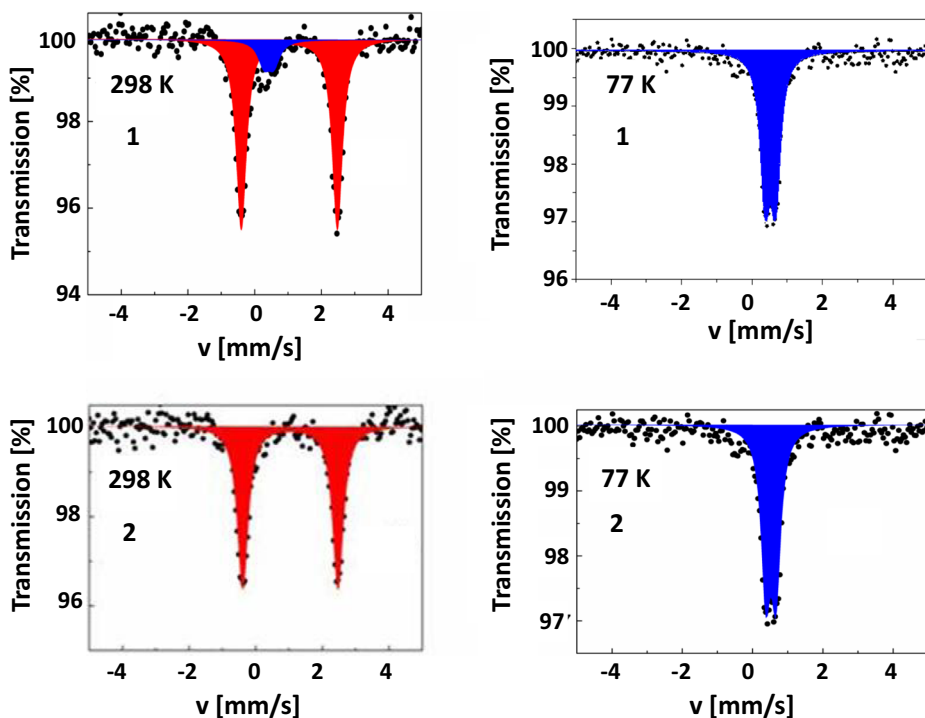 Transmission [%]
100
98
96
94
298 K
1
-4 -2 0 2 4
v [mm/s]
Transmission [%]
100
99
98
97
96
77 K
1
-4 -2 0 2 4
v [mm/s]
Transmission [%]
100
98
96
298 K
2
-4 -2 0 2 4
v [mm/s]
Transmission [%]
100
99
98
97
77 K
2
-4 -2 0 2 4
v [mm/s]